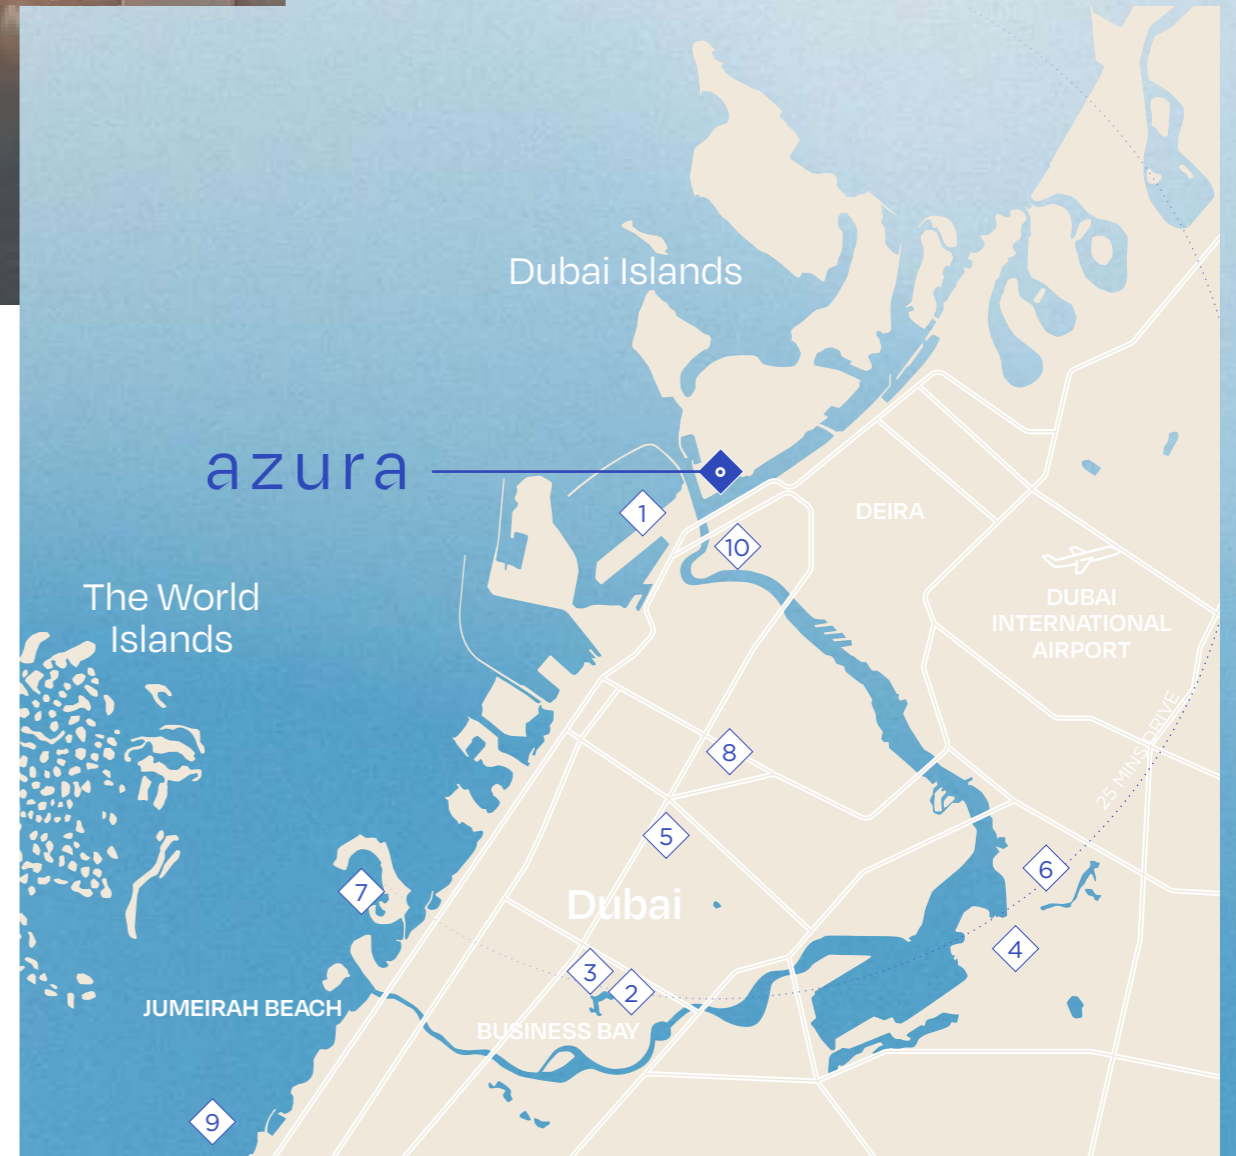 Dubai Islands
azura
1
DEIRA
10
The World
Islands
DUBAI
INTERNATIONAL
AIRPORT
25 MINS DRIVE
8
5
6
7
Dubai
4
3
2
JUMEIRAH BEACH
BUSINESS BAY
9